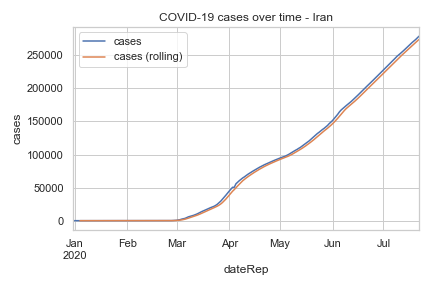 COVID-19 cases over time - Iran
cases
cases (rolling)
250000
200000
150000
100000
50000
0
cases
Jan Feb Mar Apr May Jun Jul
2020
dateRep